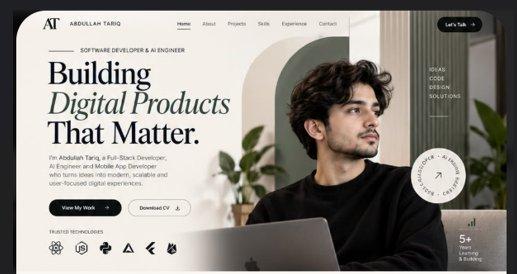 AT ABDULLAH TARIQ Home About Projects Skills Experience Contact Let's Talk →
SOFTWARE DEVELOPER & AI ENGINEER
Building
Digital Products
That Matter.
I'm Abdullah Tariq, a Full-Stack Developer,
AI Engineer and Mobile App Developer
who turns ideas into modern, scalable and
user-focused digital experiences.
View My Work →
Download CV
TRUSTED TECHNOLOGIES
JS
IDEAS
CODE
DESIGN
SOLUTIONS
5+
Years
Learning
& Building